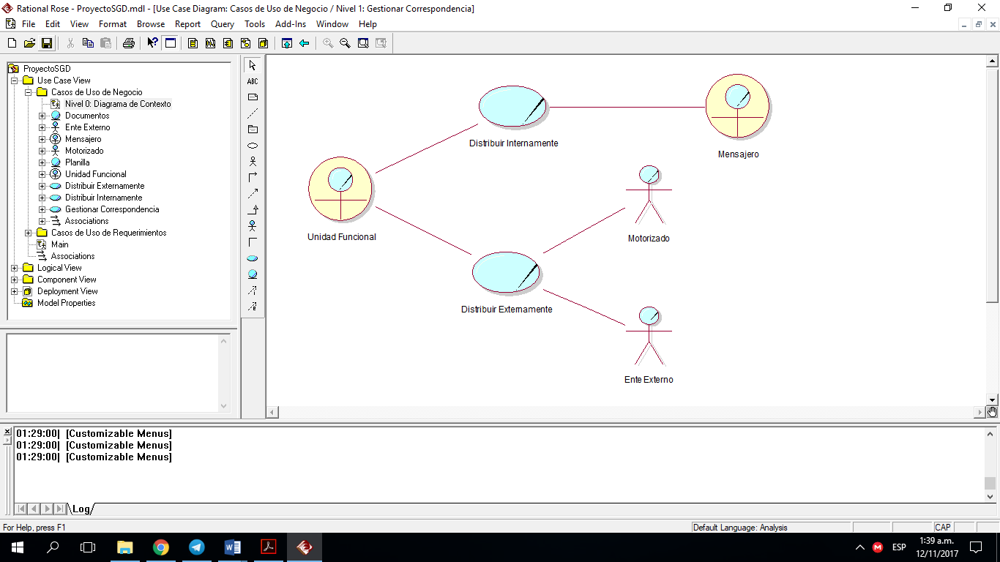 Rational Rose - ProyectoSGD.mdl - [Use Case Diagram: Casos de Uso de Negocio / Nivel 1: Gestionar Correspondencia]
File Edit View Format Browse Report Query Tools Add-Ins Window Help
ProyectoSGD
Use Case View
Casos de Uso de Negocio
Nivel 0: Diagrama de Contexto
Documentos
Ente Externo
Mensajero
Motorizado
Planilla
Unidad Funcional
Distribuir Externamente
Distribuir Internamente
Gestionar Correspondencia
Associations
Casos de Uso de Requerimientos
Main
Associations
Logical View
Component View
Deployment View
Model Properties
ABC
Distribuir Internamente
Mensajero
Unidad Funcional
Motorizado
Distribuir Externamente
Ente Externo
01:29:00| [Customizable Menus]
01:29:00| [Customizable Menus]
01:29:00| [Customizable Menus]
Log
For Help, press F1
Default Language: Analysis
CAP
ESP
1:39 a.m.
12/11/2017